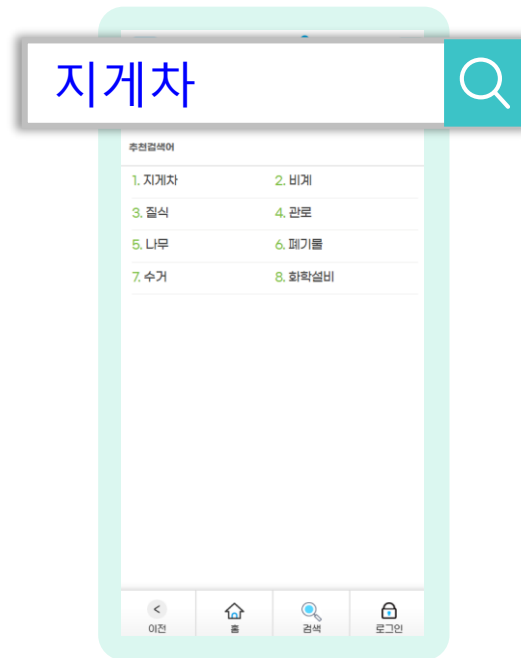 지게차
추천검색어
1. 지게차 2. 비계
3. 질식 4. 관로
5. 나무 6. 폐기물
7. 수거 8. 화학설비
이전 홈 검색 로그인